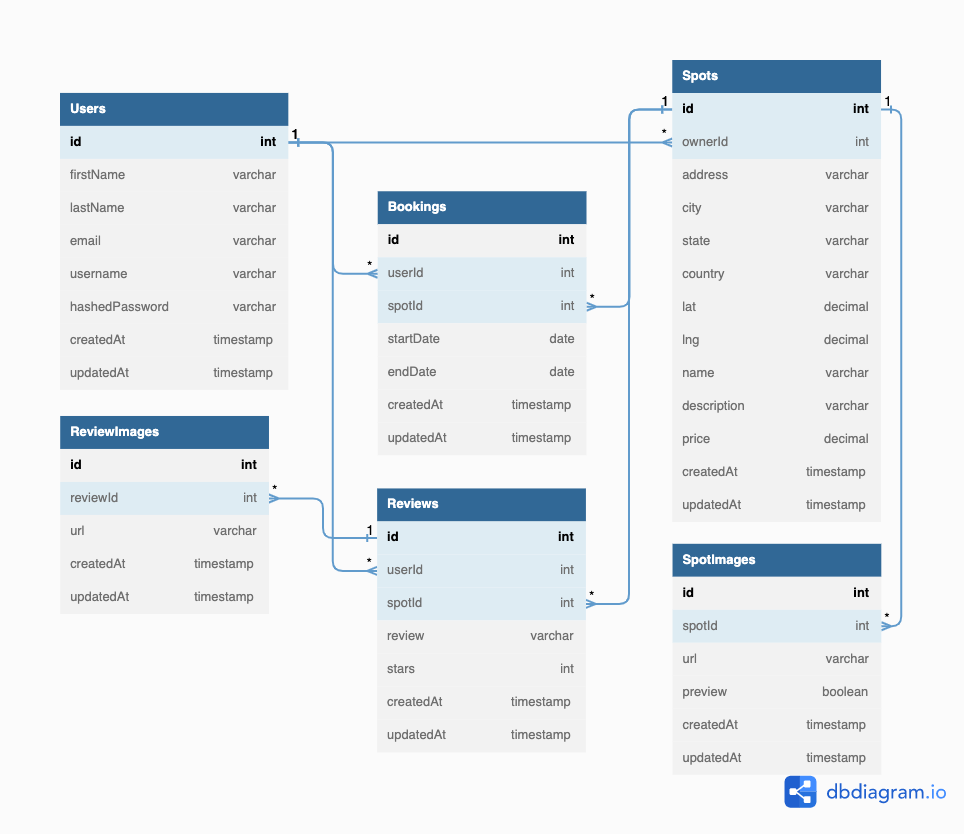 Users
id int 1
firstName varchar
lastName varchar
email varchar
username varchar
hashedPassword varchar
createdAt timestamp
updatedAt timestamp
ReviewImages
id int
reviewId int *
url varchar
createdAt timestamp
updatedAt timestamp
Bookings
id int
* userId int
spotId int *
startDate date
endDate date
createdAt timestamp
updatedAt timestamp
Reviews
1 id int
* userId int
spotId int *
review varchar
stars int
createdAt timestamp
updatedAt timestamp
Spots
1 id int 1
* ownerId int
address varchar
city varchar
state varchar
country varchar
lat decimal
lng decimal
name varchar
description varchar
price decimal
createdAt timestamp
updatedAt timestamp
SpotImages
id int
spotId int *
url varchar
preview boolean
createdAt timestamp
updatedAt timestamp
dbdiagram.io